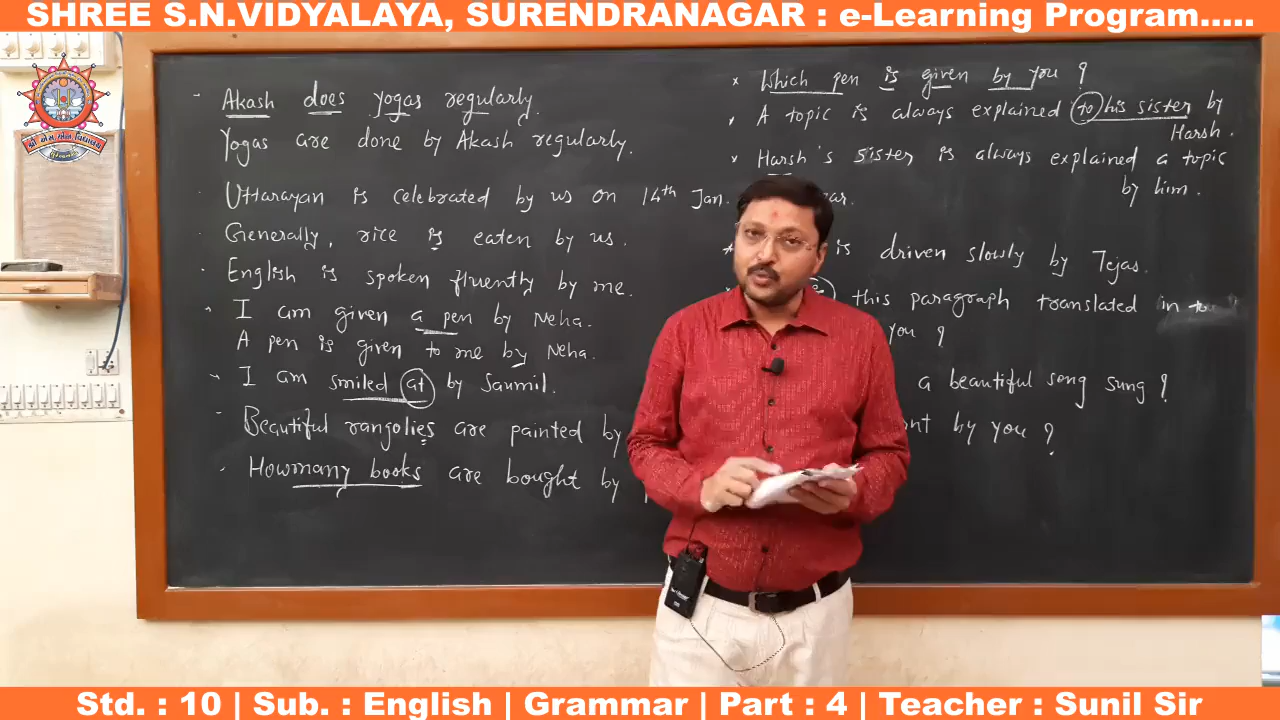 SHREE S.N.VIDYALAYA, SURENDRANAGAR : e-Learning Program.....
Akash does yogas regularly.
Yogas are done by Akash regularly.
Uttarayan is celebrated by us on 14th Jan.
Generally, rice is eaten by us.
English is spoken fluently by me.
I am given a pen by Neha.
A pen is given to me by Neha.
I am smiled at by Saumil.
Beautiful rangolies are painted by
Howmany books are bought by
Which pen is given by you ?
A topic is always explained to his sister by
Harsh.
Harsh's sister is always explained a topic
by him.
is driven slowly by Tejas.
this paragraph translated in
you ?
a beautiful song sung ?
by you ?
Std. : 10 | Sub. : English | Grammar | Part : 4 | Teacher : Sunil Sir